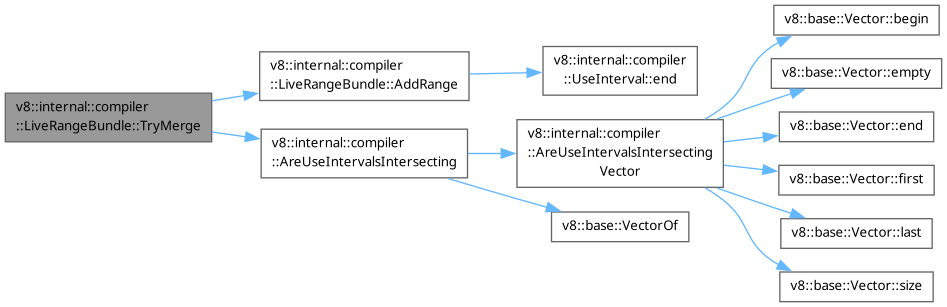 v8::internal::compiler
::LiveRangeBundle::TryMerge
v8::internal::compiler
::LiveRangeBundle::AddRange
v8::internal::compiler
::UseInterval::end
v8::internal::compiler
::AreUseIntervalsIntersecting
v8::internal::compiler
::AreUseIntervalsIntersecting
Vector
v8::base::VectorOf
v8::base::Vector::begin
v8::base::Vector::empty
v8::base::Vector::end
v8::base::Vector::first
v8::base::Vector::last
v8::base::Vector::size